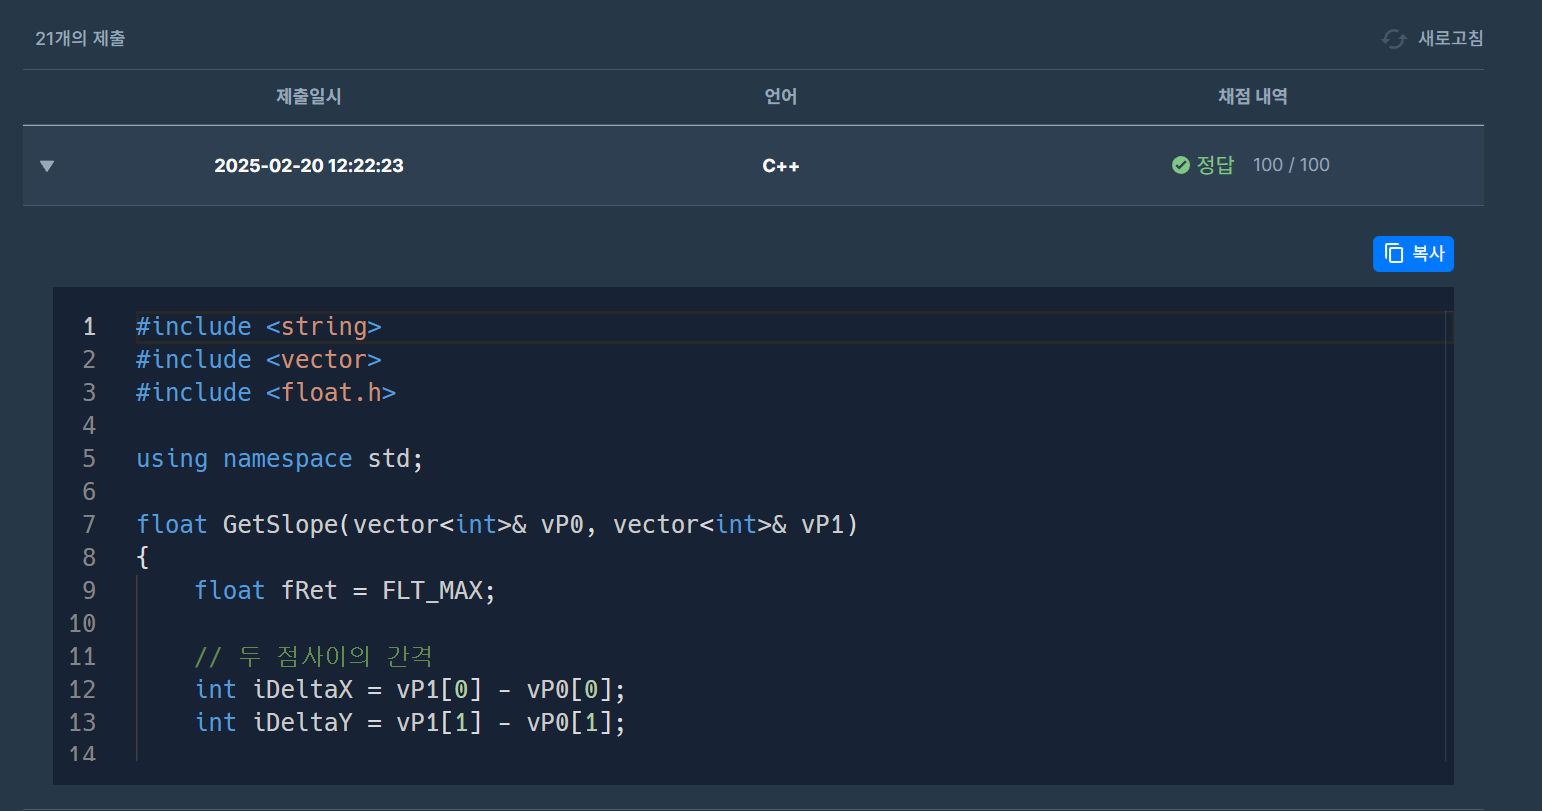 21개의 제출
새로고침
제출일시 언어 채점 내역
2025-02-20 12:22:23 C++ 정답 100 / 100
복사
1 #include <string>
2 #include <vector>
3 #include <float.h>
4
5 using namespace std;
6
7 float GetSlope(vector<int>& vP0, vector<int>& vP1)
8 {
9     float fRet = FLT_MAX;
10
11     // 두 점사이의 간격
12     int iDeltaX = vP1[0] - vP0[0];
13     int iDeltaY = vP1[1] - vP0[1];
14